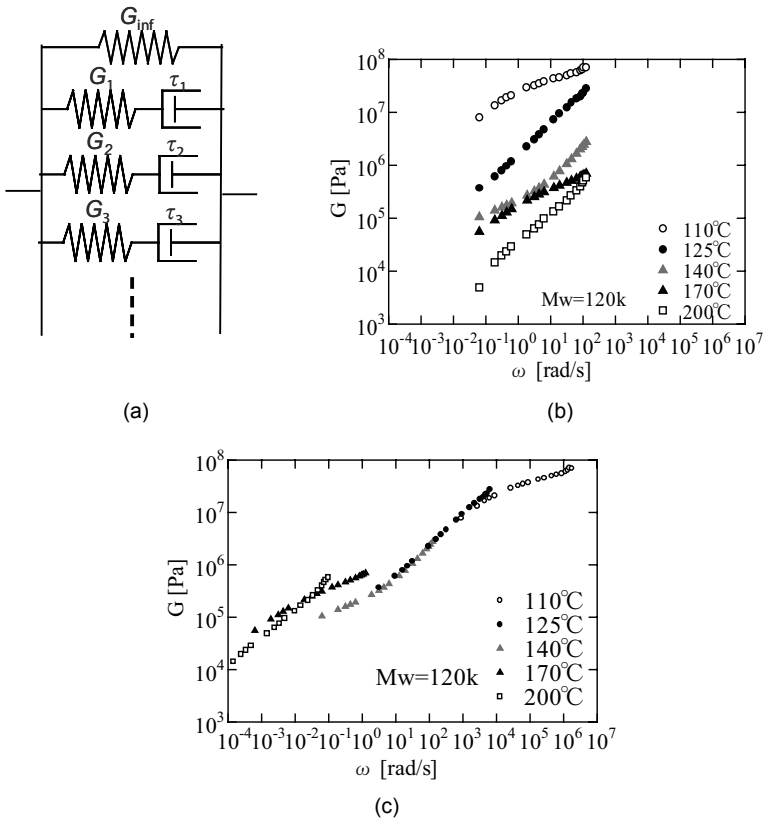 G_inf
G_1 τ_1
G_2 τ_2
G_3 τ_3
(a)
G [Pa]
10^8
10^7
10^6
10^5
10^4
10^3
110℃
125℃
140℃
170℃
200℃
Mw=120k
10^-4 10^-3 10^-2 10^-1 10^0 10^1 10^2 10^3 10^4 10^5 10^6 10^7
ω [rad/s]
(b)
G [Pa]
10^8
10^7
10^6
10^5
10^4
10^3
110℃
125℃
140℃
170℃
200℃
Mw=120k
10^-4 10^-3 10^-2 10^-1 10^0 10^1 10^2 10^3 10^4 10^5 10^6 10^7
ω [rad/s]
(c)